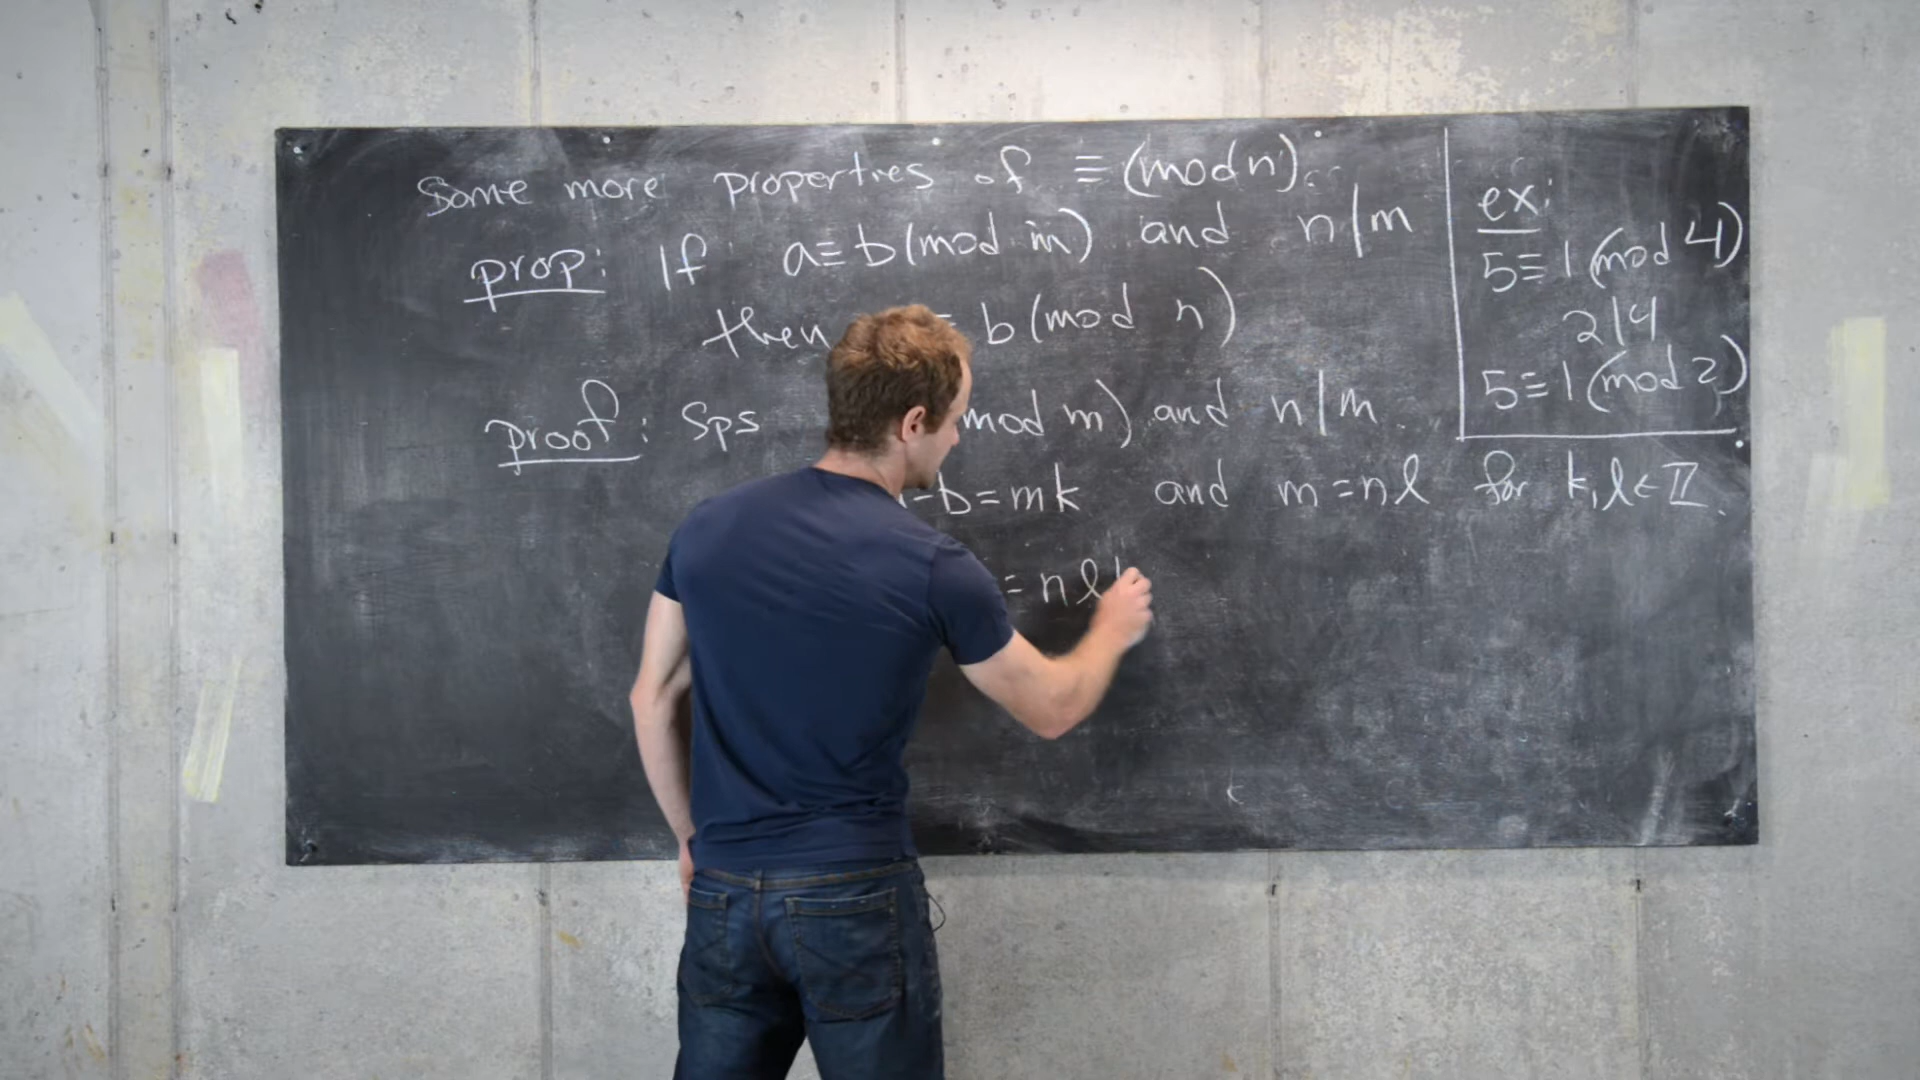 Some more properties of ≡ (mod n):
prop: If a ≡ b (mod m) and n | m
then b (mod n)
proof: Sps mod m) and n | m
-b = mk and m = nl for k, l ∈ ℤ.
= nl
ex:
5 ≡ 1 (mod 4)
2 | 4
5 ≡ 1 (mod 2)